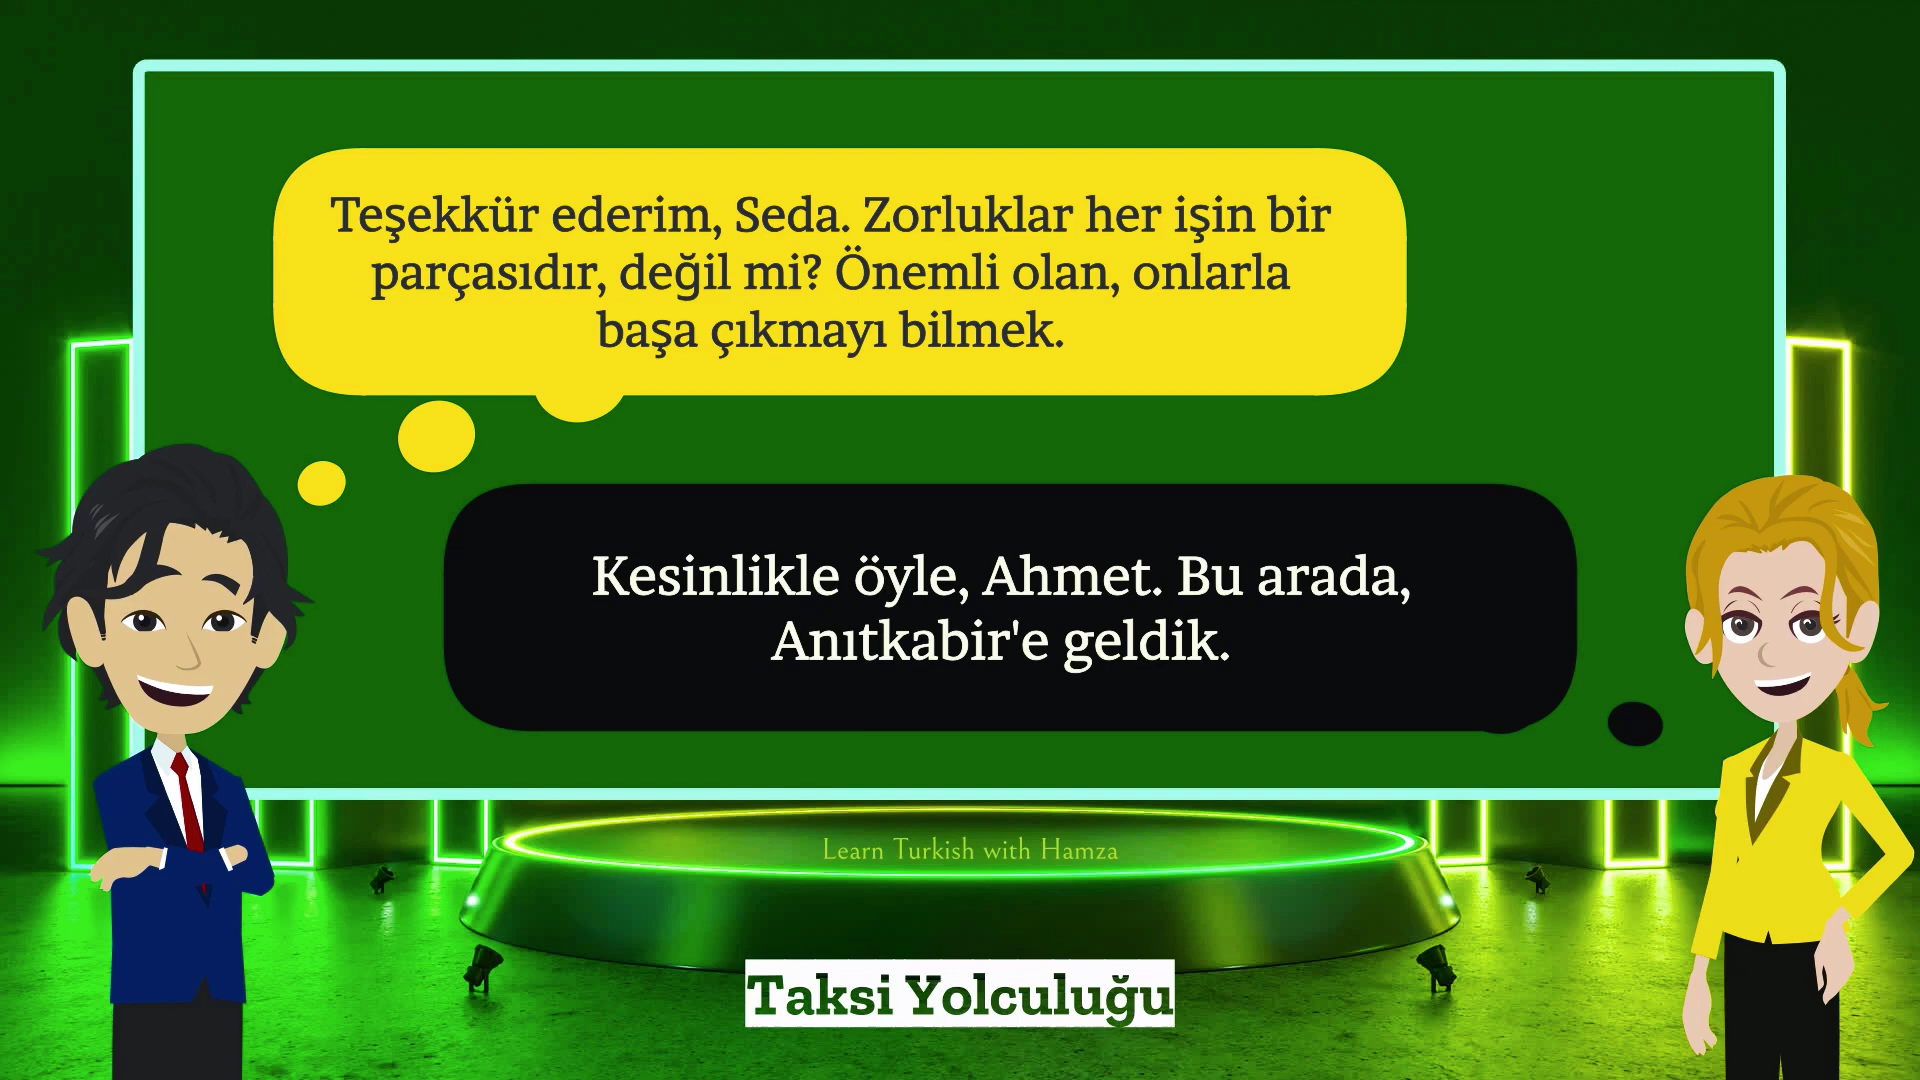 Teşekkür ederim, Seda. Zorluklar her işin bir
parçasıdır, değil mi? Önemli olan, onlarla
başa çıkmayı bilmek.
Kesinlikle öyle, Ahmet. Bu arada,
Anıtkabir'e geldik.
Learn Turkish with Hamza
Taksi Yolculuğu